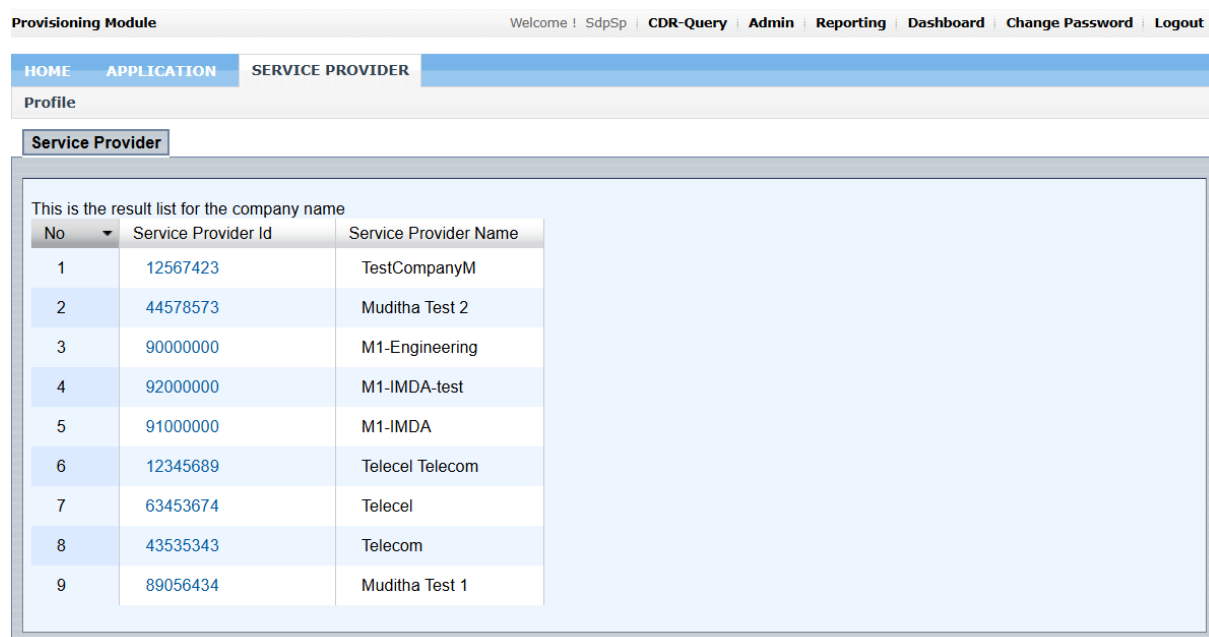 Provisioning Module Welcome ! SdpSp CDR-Query Admin Reporting Dashboard Change Password Logout
HOME APPLICATION SERVICE PROVIDER
Profile
Service Provider
This is the result list for the company name
No Service Provider Id Service Provider Name
1 12567423 TestCompanyM
2 44578573 Muditha Test 2
3 90000000 M1-Engineering
4 92000000 M1-IMDA-test
5 91000000 M1-IMDA
6 12345689 Telecel Telecom
7 63453674 Telecel
8 43535343 Telecom
9 89056434 Muditha Test 1